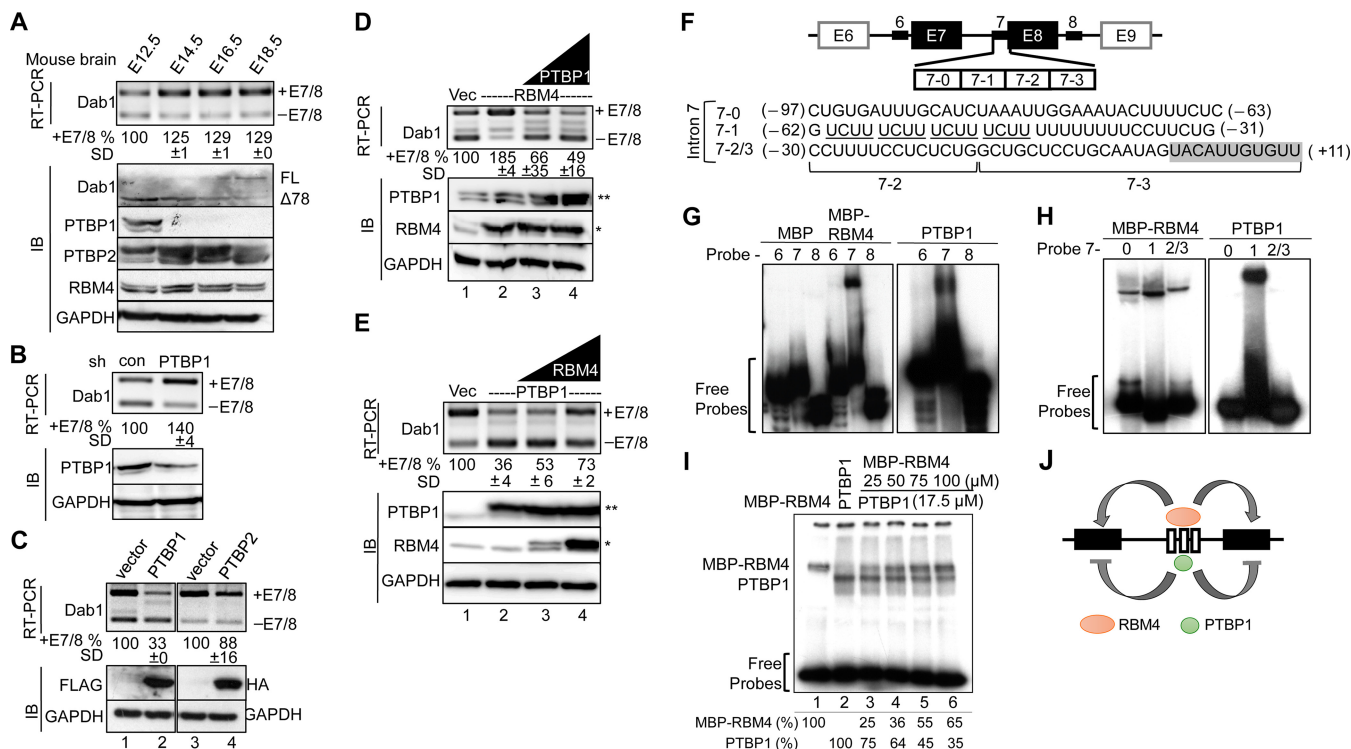 A
Mouse brain
E12.5 E14.5 E16.5 E18.5
RT-PCR
Dab1
+E7/8
−E7/8
+E7/8 % 100 125 129 129
SD ±1 ±1 ±0
IB
Dab1
FL
Δ78
PTBP1
PTBP2
RBM4
GAPDH
B
sh con PTBP1
RT-PCR
Dab1
+E7/8
−E7/8
+E7/8 % 100 140
SD ±4
IB
PTBP1
GAPDH
C
vector PTBP1 vector PTBP2
RT-PCR
Dab1
+E7/8
−E7/8
+E7/8 % 100 33 100 88
SD ±0 ±16
IB
FLAG
HA
GAPDH
GAPDH
1 2 3 4
D
PTBP1
Vec ------RBM4------
RT-PCR
Dab1
+E7/8
−E7/8
+E7/8 % 100 185 66 49
SD ±4 ±35 ±16
IB
PTBP1 **
RBM4 *
GAPDH
1 2 3 4
E
RBM4
Vec -----PTBP1------
RT-PCR
Dab1
+E7/8
−E7/8
+E7/8 % 100 36 53 73
SD ±4 ±6 ±2
IB
PTBP1 **
RBM4 *
GAPDH
1 2 3 4
F
6 7 8
E6 E7 E8 E9
7-0 7-1 7-2 7-3
Intron 7
7-0 (−97) CUGUGAUUUGCAUCUAAAUUGGAAAUACUUUUCUC (−63)
7-1 (−62) G UCUU UCUU UCUU UCUU UUUUUUUUUCCUUCUG (−31)
7-2/3 (−30) CCUUUUCCUCUCUGGCUGCUCCUGCAAUAGUACAUUGUGUU (+11)
7-2 7-3
G
MBP MBP-RBM4 PTBP1
Probe - 6 7 8 6 7 8 6 7 8
Free Probes
H
MBP-RBM4 PTBP1
Probe 7- 0 1 2/3 0 1 2/3
Free Probes
I
MBP-RBM4
PTBP1
MBP-RBM4
25 50 75 100 (μM)
PTBP1 (17.5 μM)
MBP-RBM4
PTBP1
Free Probes
1 2 3 4 5 6
MBP-RBM4 (%) 100 25 36 55 65
PTBP1 (%) 100 75 64 45 35
J
RBM4 PTBP1